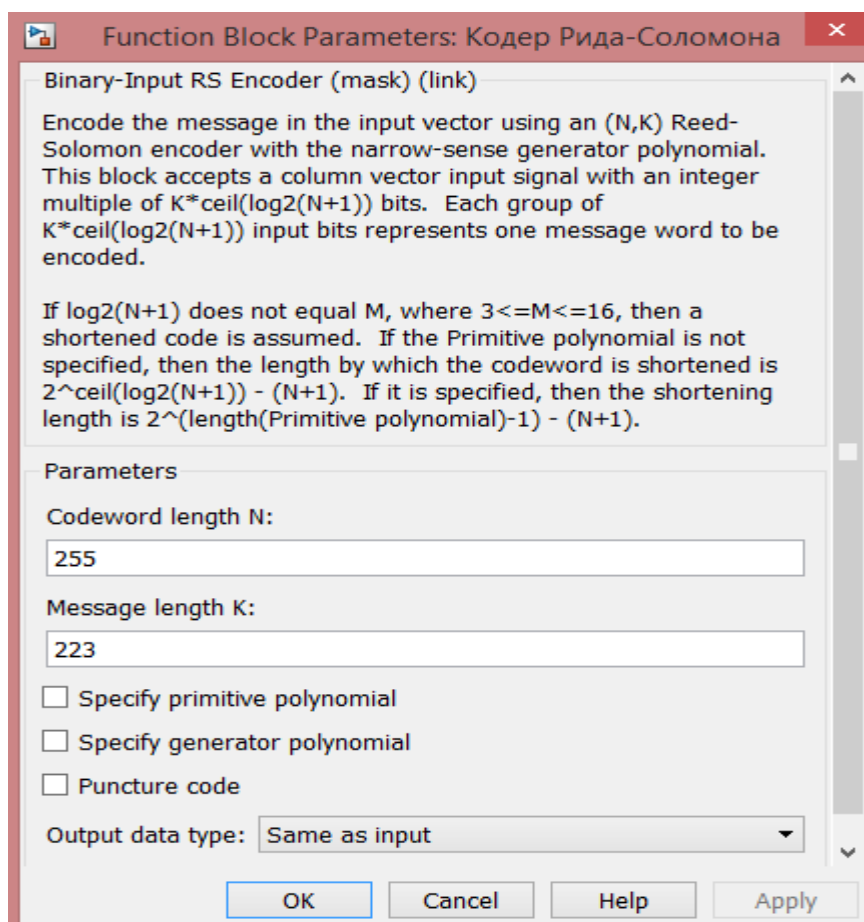 Function Block Parameters: Кодер Рида-Соломона
Binary-Input RS Encoder (mask) (link)
Encode the message in the input vector using an (N,K) Reed-
Solomon encoder with the narrow-sense generator polynomial.
This block accepts a column vector input signal with an integer
multiple of K*ceil(log2(N+1)) bits.  Each group of
K*ceil(log2(N+1)) input bits represents one message word to be
encoded.
If log2(N+1) does not equal M, where 3<=M<=16, then a
shortened code is assumed.  If the Primitive polynomial is not
specified, then the length by which the codeword is shortened is
2^ceil(log2(N+1)) - (N+1).  If it is specified, then the shortening
length is 2^(length(Primitive polynomial)-1) - (N+1).
Parameters
Codeword length N:
255
Message length K:
223
Specify primitive polynomial
Specify generator polynomial
Puncture code
Output data type: Same as input
OK Cancel Help Apply